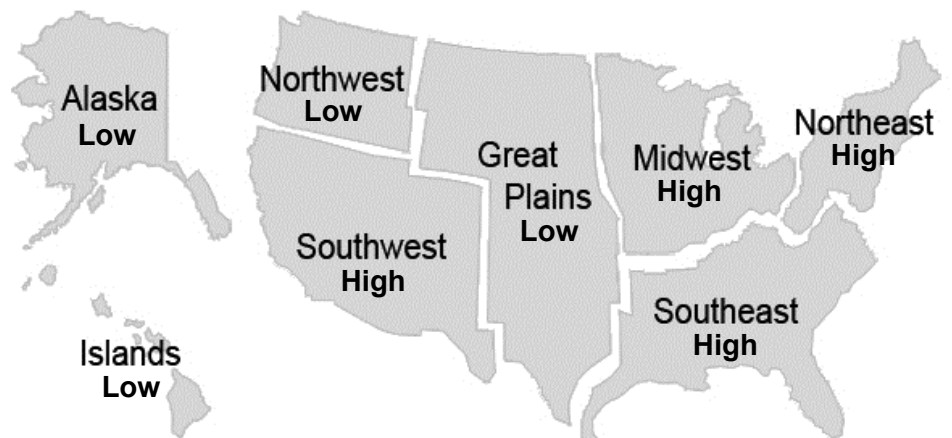 Alaska
Low
Northwest
Low
Great
Plains
Low
Midwest
High
Northeast
High
Southwest
High
Southeast
High
Islands
Low